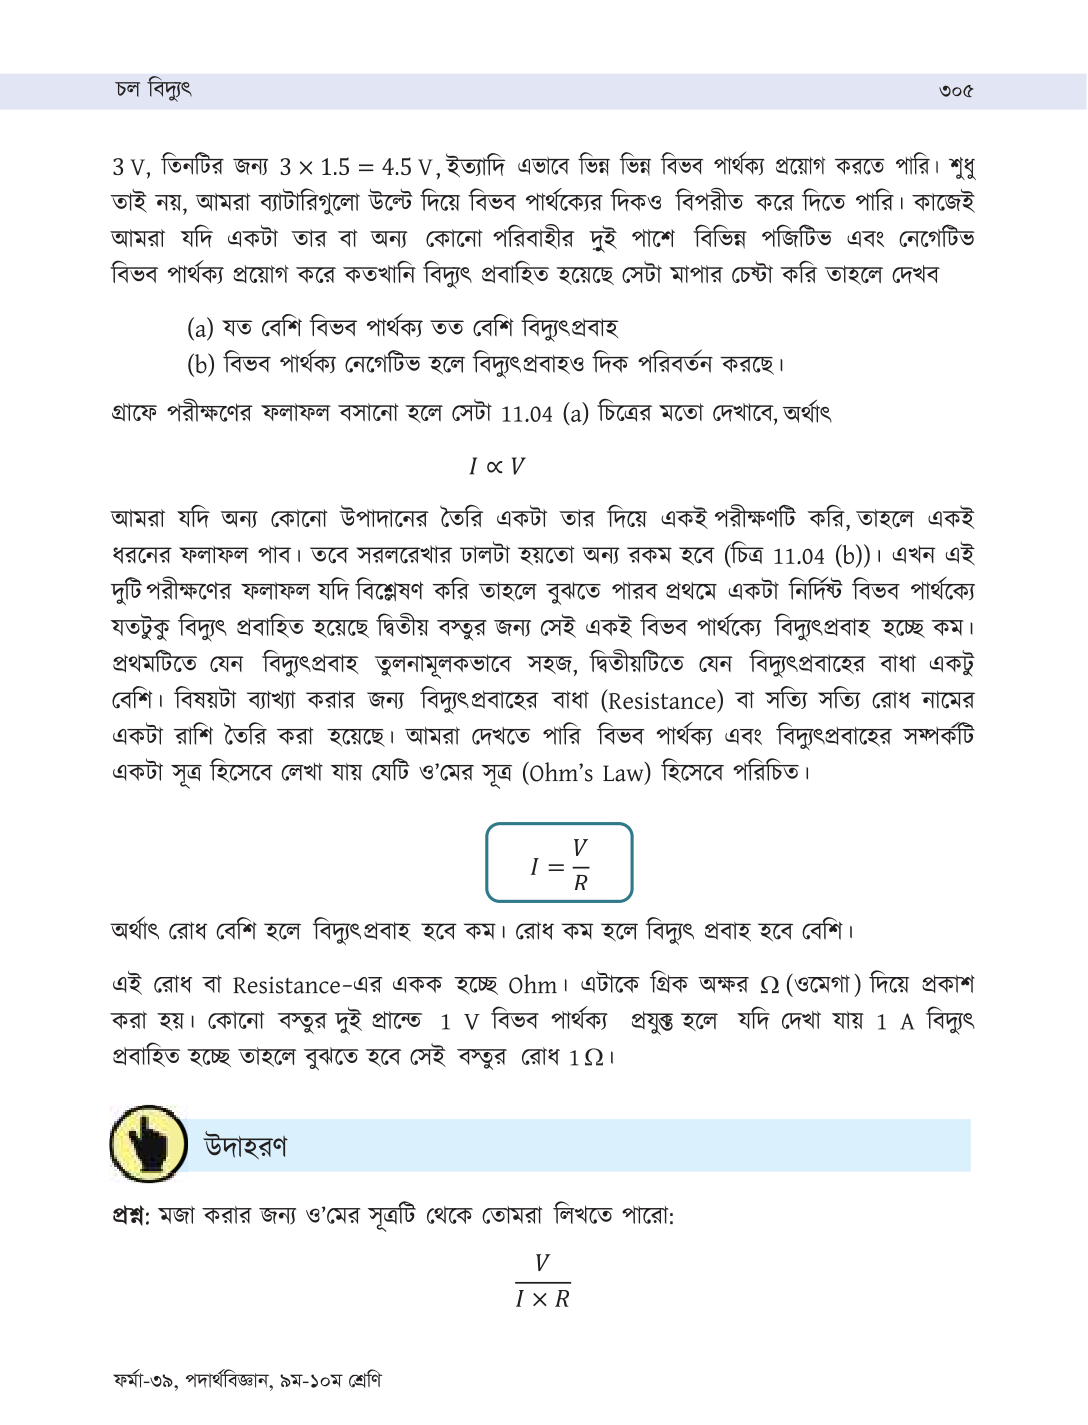 চল বিদ্যুৎ ৩০৫
3 V, তিনটির জন্য 3 × 1.5 = 4.5 V, ইত্যাদি এভাবে ভিন্ন ভিন্ন বিভব পার্থক্য প্রয়োগ করতে পারি। শুধু
তাই নয়, আমরা ব্যাটারিগুলো উল্টে দিয়ে বিভব পার্থক্যের দিকও বিপরীত করে দিতে পারি। কাজেই
আমরা যদি একটা তার বা অন্য কোনো পরিবাহীর দুই পাশে বিভিন্ন পজিটিভ এবং নেগেটিভ
বিভব পার্থক্য প্রয়োগ করে কতখানি বিদ্যুৎ প্রবাহিত হয়েছে সেটা মাপার চেষ্টা করি তাহলে দেখব
(a) যত বেশি বিভব পার্থক্য তত বেশি বিদ্যুৎপ্রবাহ
(b) বিভব পার্থক্য নেগেটিভ হলে বিদ্যুৎপ্রবাহও দিক পরিবর্তন করছে।
গ্রাফে পরীক্ষণের ফলাফল বসানো হলে সেটা 11.04 (a) চিত্রের মতো দেখাবে, অর্থাৎ
I ∝ V
আমরা যদি অন্য কোনো উপাদানের তৈরি একটা তার দিয়ে একই পরীক্ষণটি করি, তাহলে একই
ধরনের ফলাফল পাব। তবে সরলরেখার ঢালটা হয়তো অন্য রকম হবে (চিত্র 11.04 (b))। এখন এই
দুটি পরীক্ষণের ফলাফল যদি বিশ্লেষণ করি তাহলে বুঝতে পারব প্রথমে একটা নির্দিষ্ট বিভব পার্থক্যে
যতটুকু বিদ্যুৎ প্রবাহিত হয়েছে দ্বিতীয় বস্তুর জন্য সেই একই বিভব পার্থক্যে বিদ্যুৎপ্রবাহ হচ্ছে কম।
প্রথমটিতে যেন বিদ্যুৎপ্রবাহ তুলনামূলকভাবে সহজ, দ্বিতীয়টিতে যেন বিদ্যুৎপ্রবাহের বাধা একটু
বেশি। বিষয়টা ব্যাখ্যা করার জন্য বিদ্যুৎপ্রবাহের বাধা (Resistance) বা সত্যি সত্যি রোধ নামের
একটা রাশি তৈরি করা হয়েছে। আমরা দেখতে পারি বিভব পার্থক্য এবং বিদ্যুৎপ্রবাহের সম্পর্কটি
একটা সূত্র হিসেবে লেখা যায় যেটি ও’মের সূত্র (Ohm’s Law) হিসেবে পরিচিত।
V
I =
R
অর্থাৎ রোধ বেশি হলে বিদ্যুৎপ্রবাহ হবে কম। রোধ কম হলে বিদ্যুৎ প্রবাহ হবে বেশি।
এই রোধ বা Resistance-এর একক হচ্ছে Ohm। এটাকে গ্রিক অক্ষর Ω (ওমেগা) দিয়ে প্রকাশ
করা হয়। কোনো বস্তুর দুই প্রান্তে 1 V বিভব পার্থক্য প্রযুক্ত হলে যদি দেখা যায় 1 A বিদ্যুৎ
প্রবাহিত হচ্ছে তাহলে বুঝতে হবে সেই বস্তুর রোধ 1 Ω।
উদাহরণ
প্রশ্ন: মজা করার জন্য ও’মের সূত্রটি থেকে তোমরা লিখতে পারো:
V
I × R
ফর্মা-৩৯, পদার্থবিজ্ঞান, ৯ম-১০ম শ্রেণি